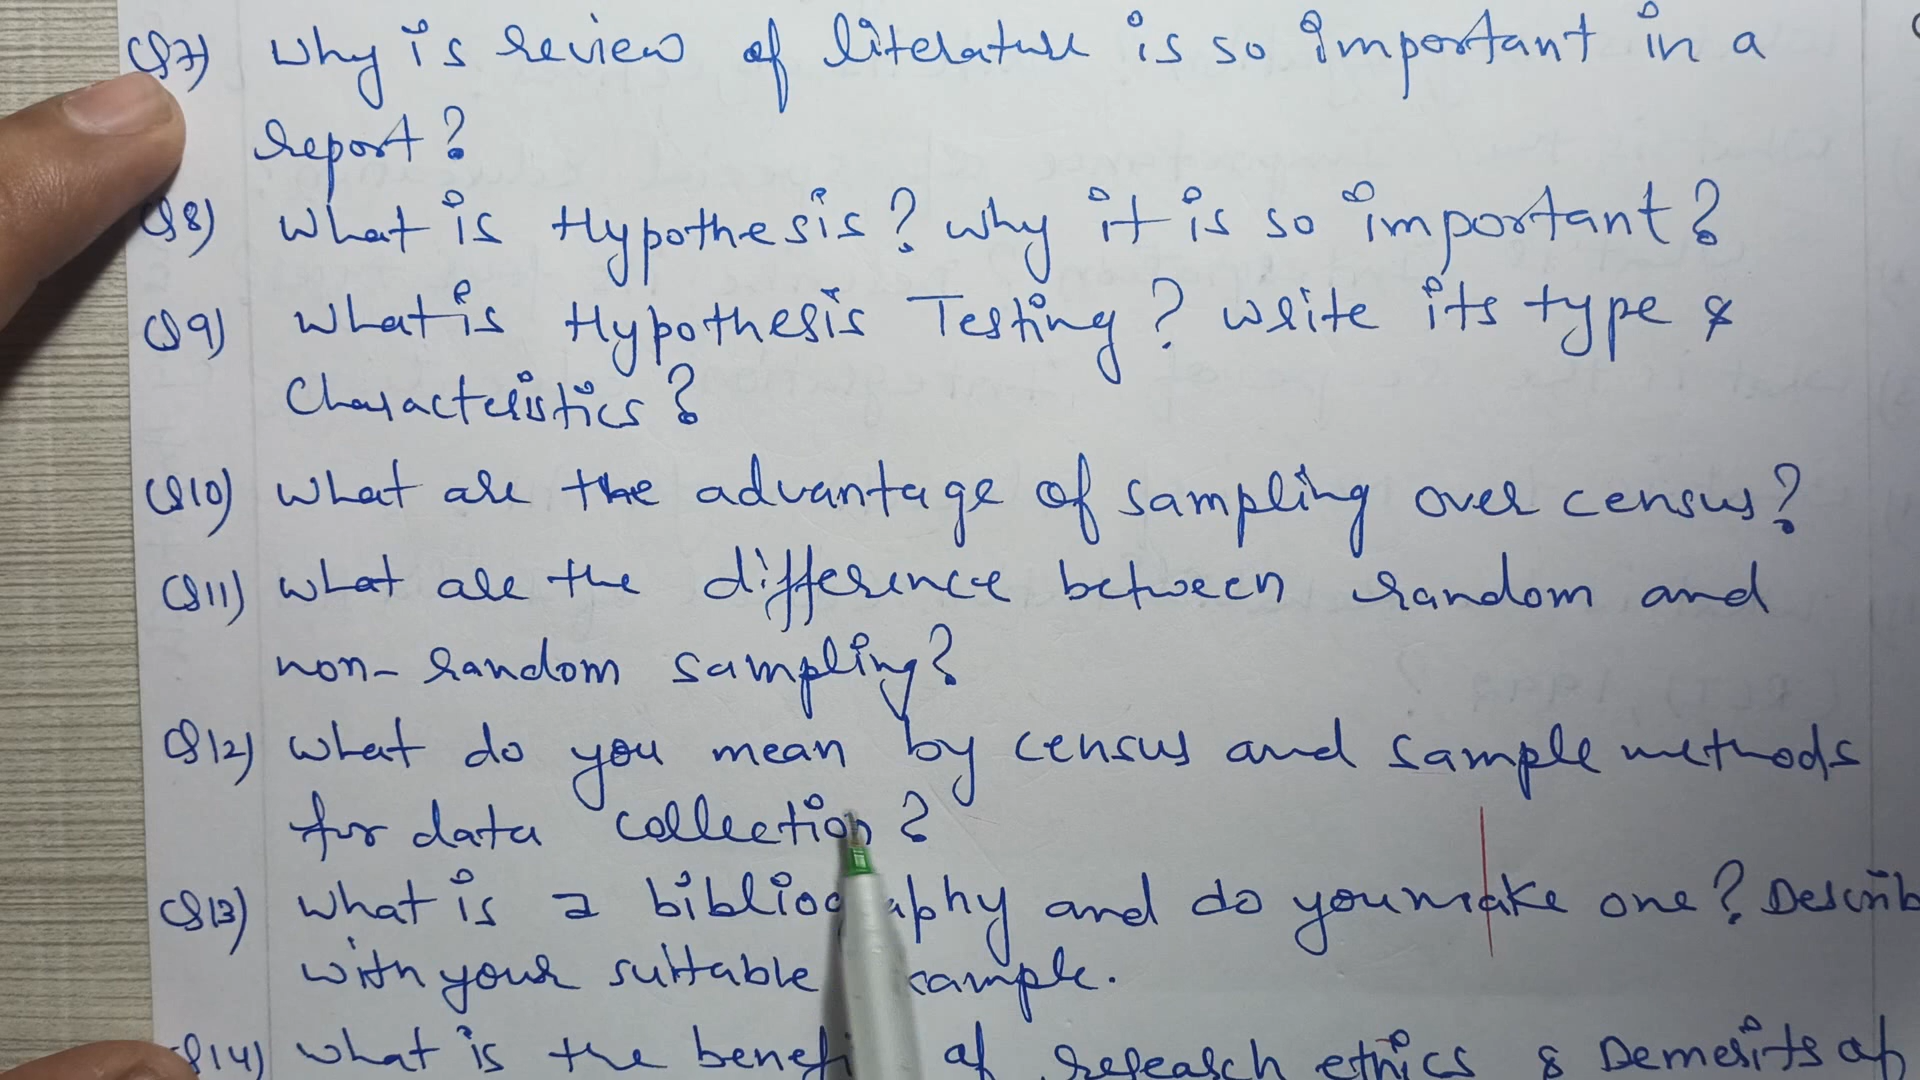 Q7) Why is review of literature is so important in a
report?
Q8) What is Hypothesis? Why it is so important?
Q9) What is Hypothesis Testing? Write its type &
Characteristics?
Q10) What are the advantage of sampling over census?
Q11) What are the difference between random and
non-random sampling?
Q12) What do you mean by census and sample methods
for data collection?
Q13) What is a bibliography and do you make one? Describ
with your suitable
Q14) What is the benefi of research ethics & Demerits of